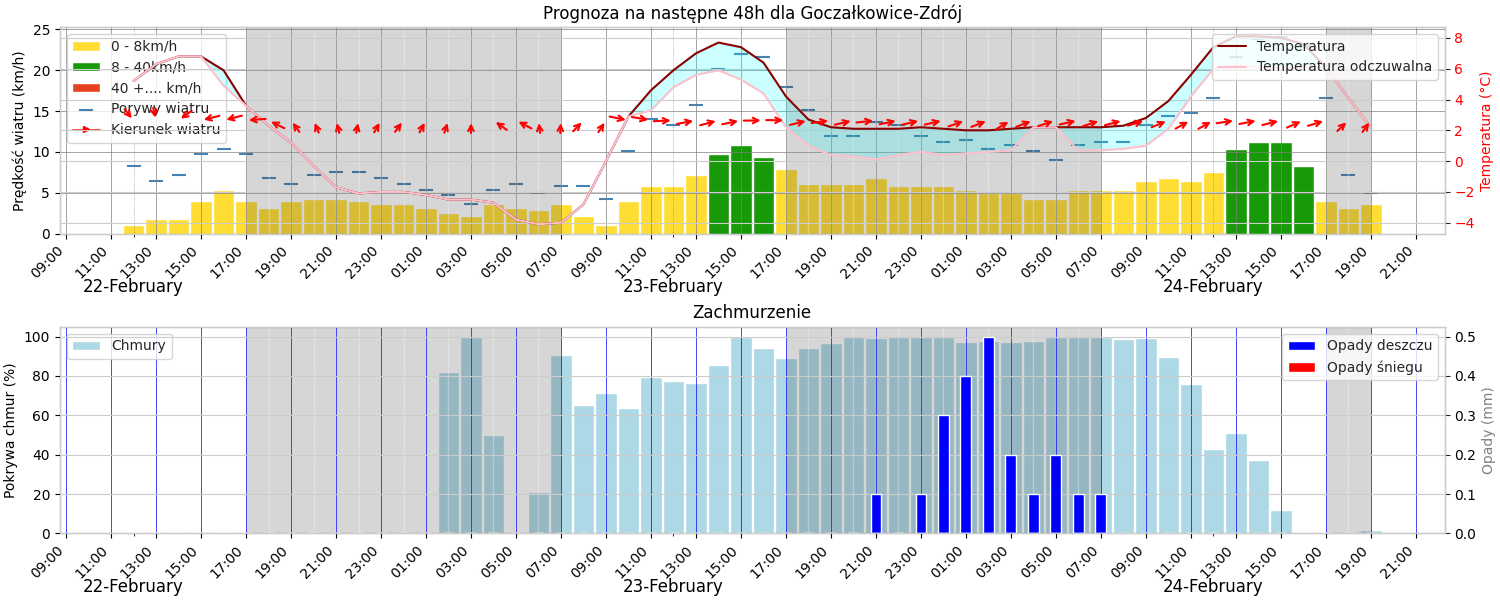 Prognoza na następne 48h dla Goczałkowice-Zdrój
Prędkość wiatru (km/h)
25
20
15
10
5
0
0 - 8km/h
8 - 40km/h
40 +.... km/h
Porywy wiatru
Kierunek wiatru
Temperatura
Temperatura odczuwalna
8
6
4
2
0
−2
−4
Temperatura (°C)
09:00 11:00 13:00 15:00 17:00 19:00 21:00 23:00 01:00 03:00 05:00 07:00 09:00 11:00 13:00 15:00 17:00 19:00 21:00 23:00 01:00 03:00 05:00 07:00 09:00 11:00 13:00 15:00 17:00 19:00 21:00
22-February 23-February 24-February
Zachmurzenie
Pokrywa chmur (%)
100
80
60
40
20
0
Chmury
Opady deszczu
Opady śniegu
0.5
0.4
0.3
0.2
0.1
0.0
Opady (mm)
09:00 11:00 13:00 15:00 17:00 19:00 21:00 23:00 01:00 03:00 05:00 07:00 09:00 11:00 13:00 15:00 17:00 19:00 21:00 23:00 01:00 03:00 05:00 07:00 09:00 11:00 13:00 15:00 17:00 19:00 21:00
22-February 23-February 24-February